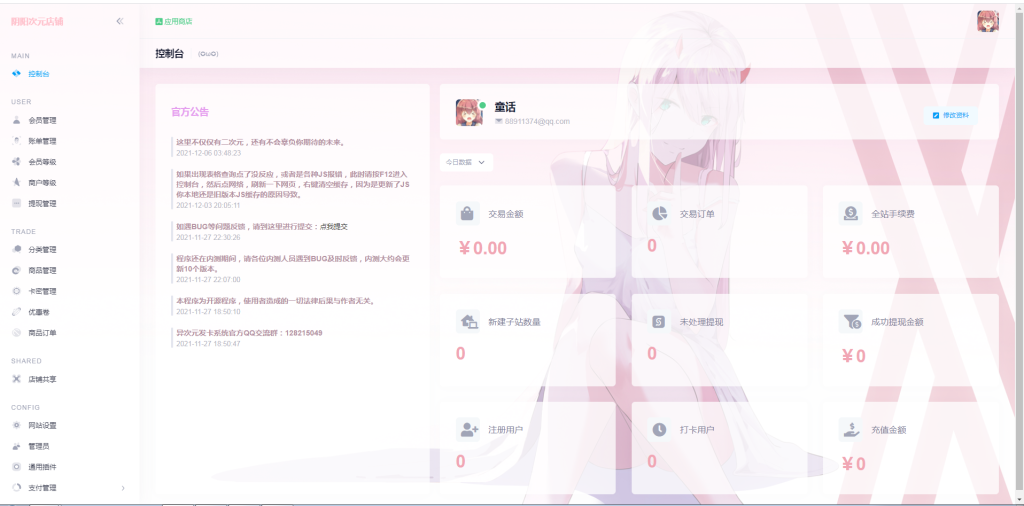 异次元店铺
应用商店
MAIN
控制台
USER
会员管理
账单管理
会员等级
商户等级
提现管理
TRADE
分类管理
商品管理
卡密管理
优惠卷
商品订单
SHARED
店铺共享
CONFIG
网站设置
管理员
通用插件
支付管理
控制台
官方公告
这里不仅仅有二次元，还有不会辜负你期待的未来。
2021-12-06 03:48:23
如果出现表格查询点了没反应，或者是各种JS报错，此时请按F12进入
控制台，然后点网络，刷新一下网页，右键清空缓存，因为是更新了JS
你本地还是旧版本JS缓存的原因导致。
2021-12-03 20:05:11
如遇BUG等问题反馈，请到这里进行提交：点我提交
2021-11-27 22:30:26
程序还在内测期间，请各位内测人员遇到BUG及时反馈，内测大约会更
新10个版本。
2021-11-27 22:07:00
本程序为开源程序，使用者造成的一切法律后果与作者无关。
2021-11-27 18:50:10
异次元发卡系统官方QQ交流群：128215049
2021-11-27 18:50:47
童话
88911374@qq.com
修改资料
今日数据
交易金额
￥0.00
交易订单
0
全站手续费
￥0.00
新建子站数量
0
未处理提现
0
成功提现金额
￥0
注册用户
0
打卡用户
0
充值金额
￥0